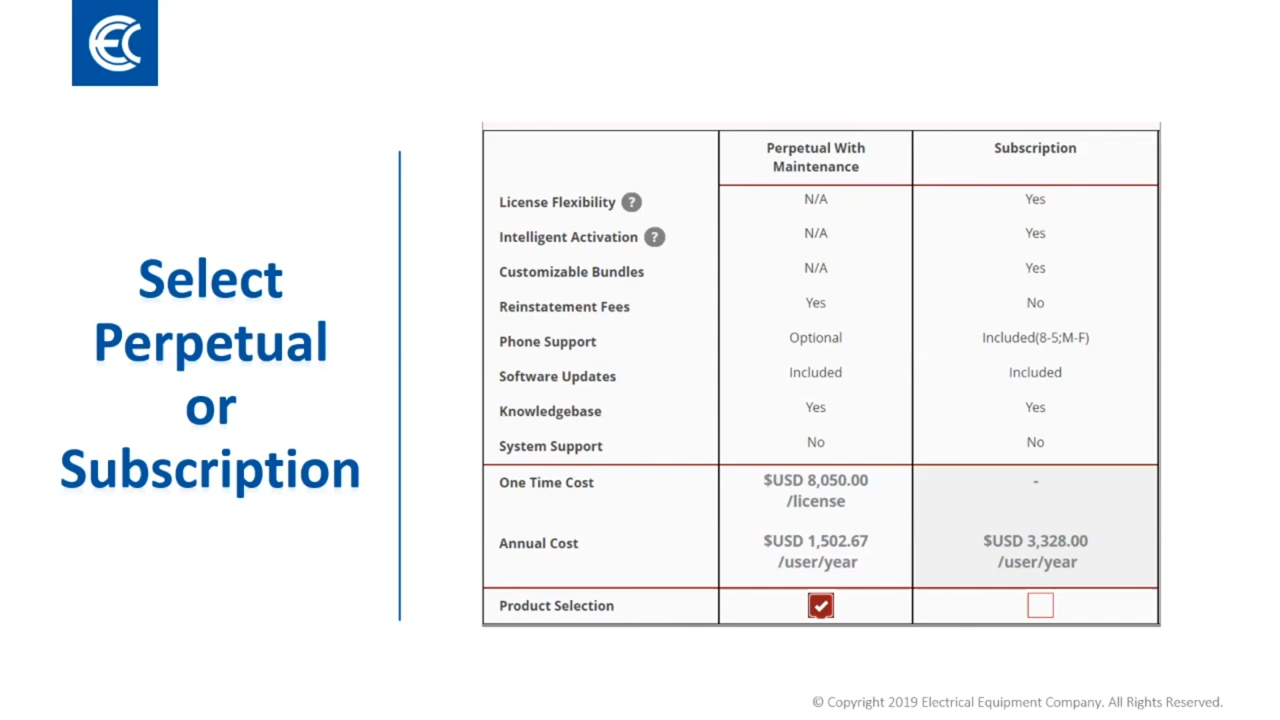 EC
Select
Perpetual
or
Subscription
Perpetual With
Maintenance
Subscription
License Flexibility ? N/A Yes
Intelligent Activation ? N/A Yes
Customizable Bundles N/A Yes
Reinstatement Fees Yes No
Phone Support Optional Included(8-5;M-F)
Software Updates Included Included
Knowledgebase Yes Yes
System Support No No
One Time Cost $USD 8,050.00 -
/license
Annual Cost $USD 1,502.67 $USD 3,328.00
/user/year /user/year
Product Selection
© Copyright 2019 Electrical Equipment Company. All Rights Reserved.